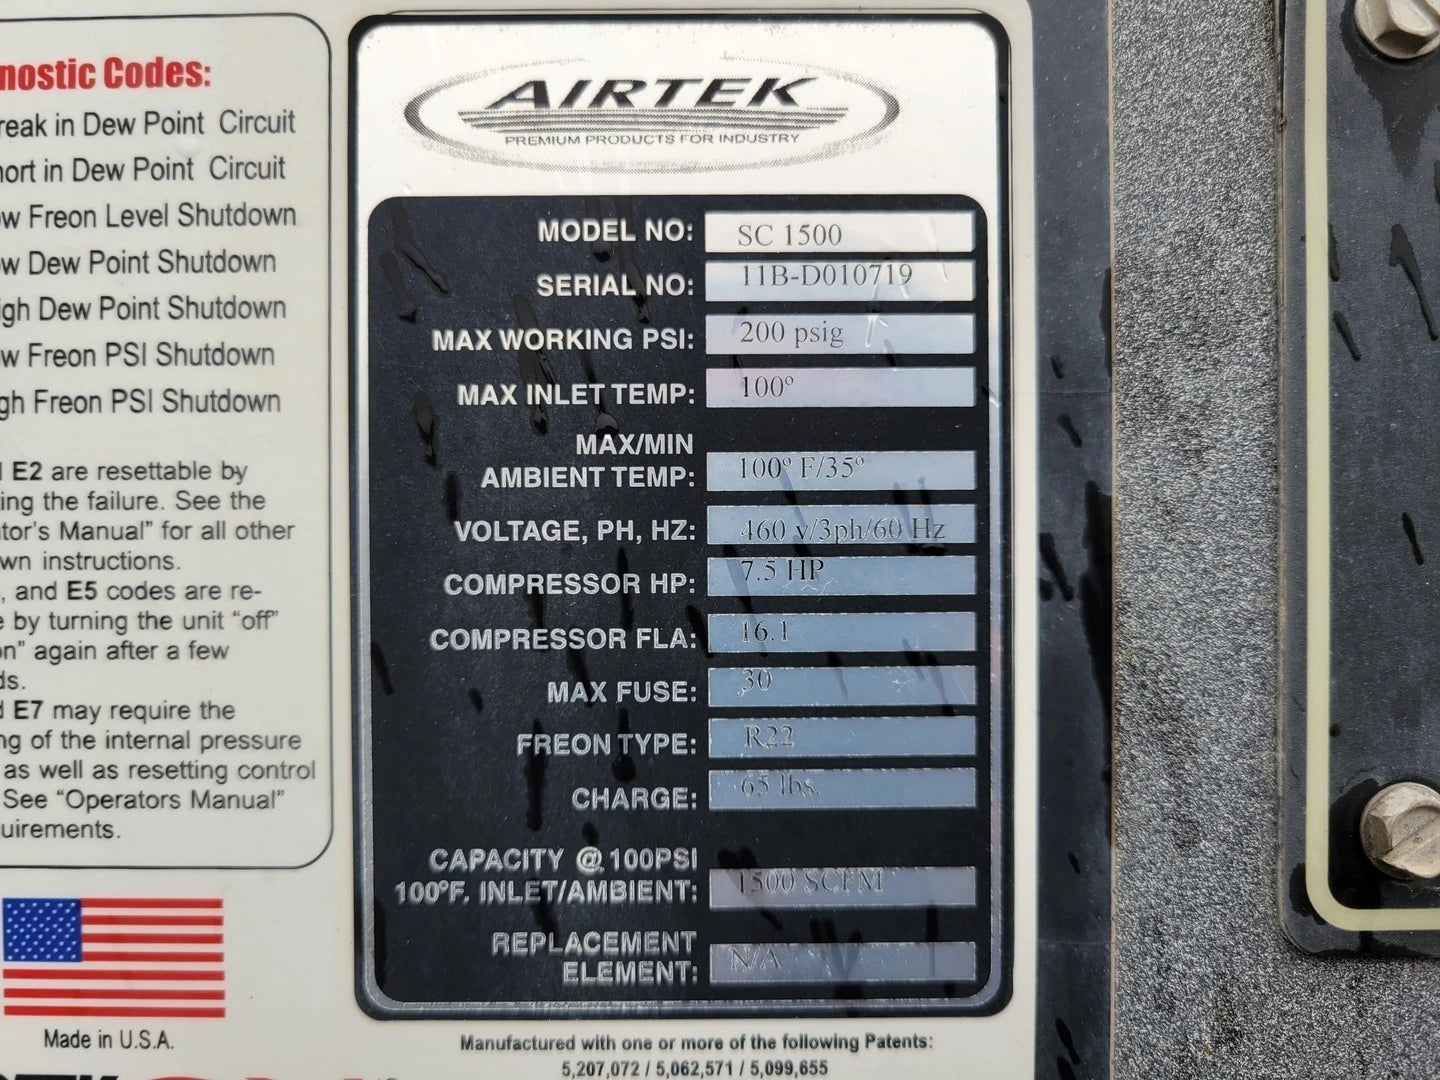 nostic Codes:
reak in Dew Point Circuit
hort in Dew Point Circuit
ow Freon Level Shutdown
ow Dew Point Shutdown
igh Dew Point Shutdown
ow Freon PSI Shutdown
gh Freon PSI Shutdown
E2 are resettable by
ing the failure. See the
tor's Manual" for all other
wn instructions.
, and E5 codes are re-
e by turning the unit "off"
on" again after a few
ds.
E7 may require the
ng of the internal pressure
as well as resetting control
See "Operators Manual"
uirements.
Made in U.S.A.
AIRTEK
PREMIUM PRODUCTS FOR INDUSTRY
MODEL NO: SC 1500
SERIAL NO: 11B-D010719
MAX WORKING PSI: 200 psig
MAX INLET TEMP: 100º
MAX/MIN
AMBIENT TEMP: 100º F/35º
VOLTAGE, PH, HZ: 460 v/3ph/60 Hz
COMPRESSOR HP: 7.5 HP
COMPRESSOR FLA: 16.1
MAX FUSE: 30
FREON TYPE: R22
CHARGE: 65 lbs.
CAPACITY @ 100PSI
100ºF. INLET/AMBIENT: 1500 SCFM
REPLACEMENT
ELEMENT: N/A
Manufactured with one or more of the following Patents:
5,207,072 / 5,062,571 / 5,099,655